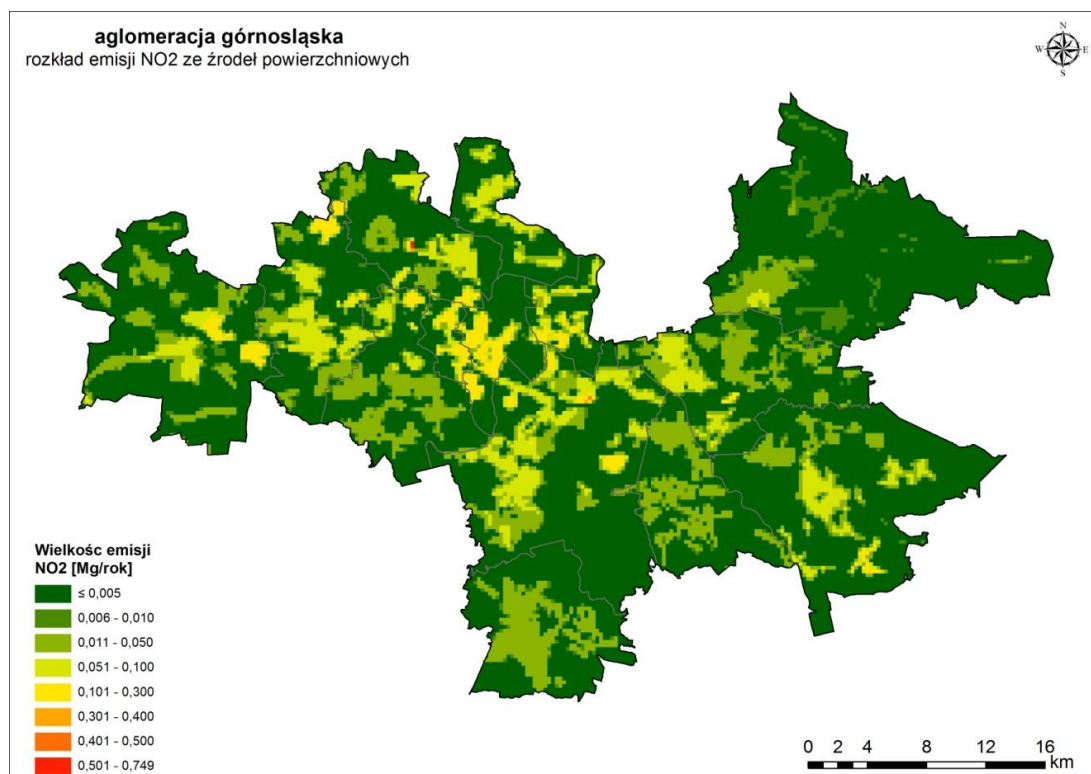 aglomeracja górnosląska
rozkład emisji NO2 ze źrodeł powierzchniowych
N
W E
S
Wielkośc emisji
NO2 [Mg/rok]
≤ 0,005
0,006 - 0,010
0,011 - 0,050
0,051 - 0,100
0,101 - 0,300
0,301 - 0,400
0,401 - 0,500
0,501 - 0,749
0 2 4 8 12 16
km